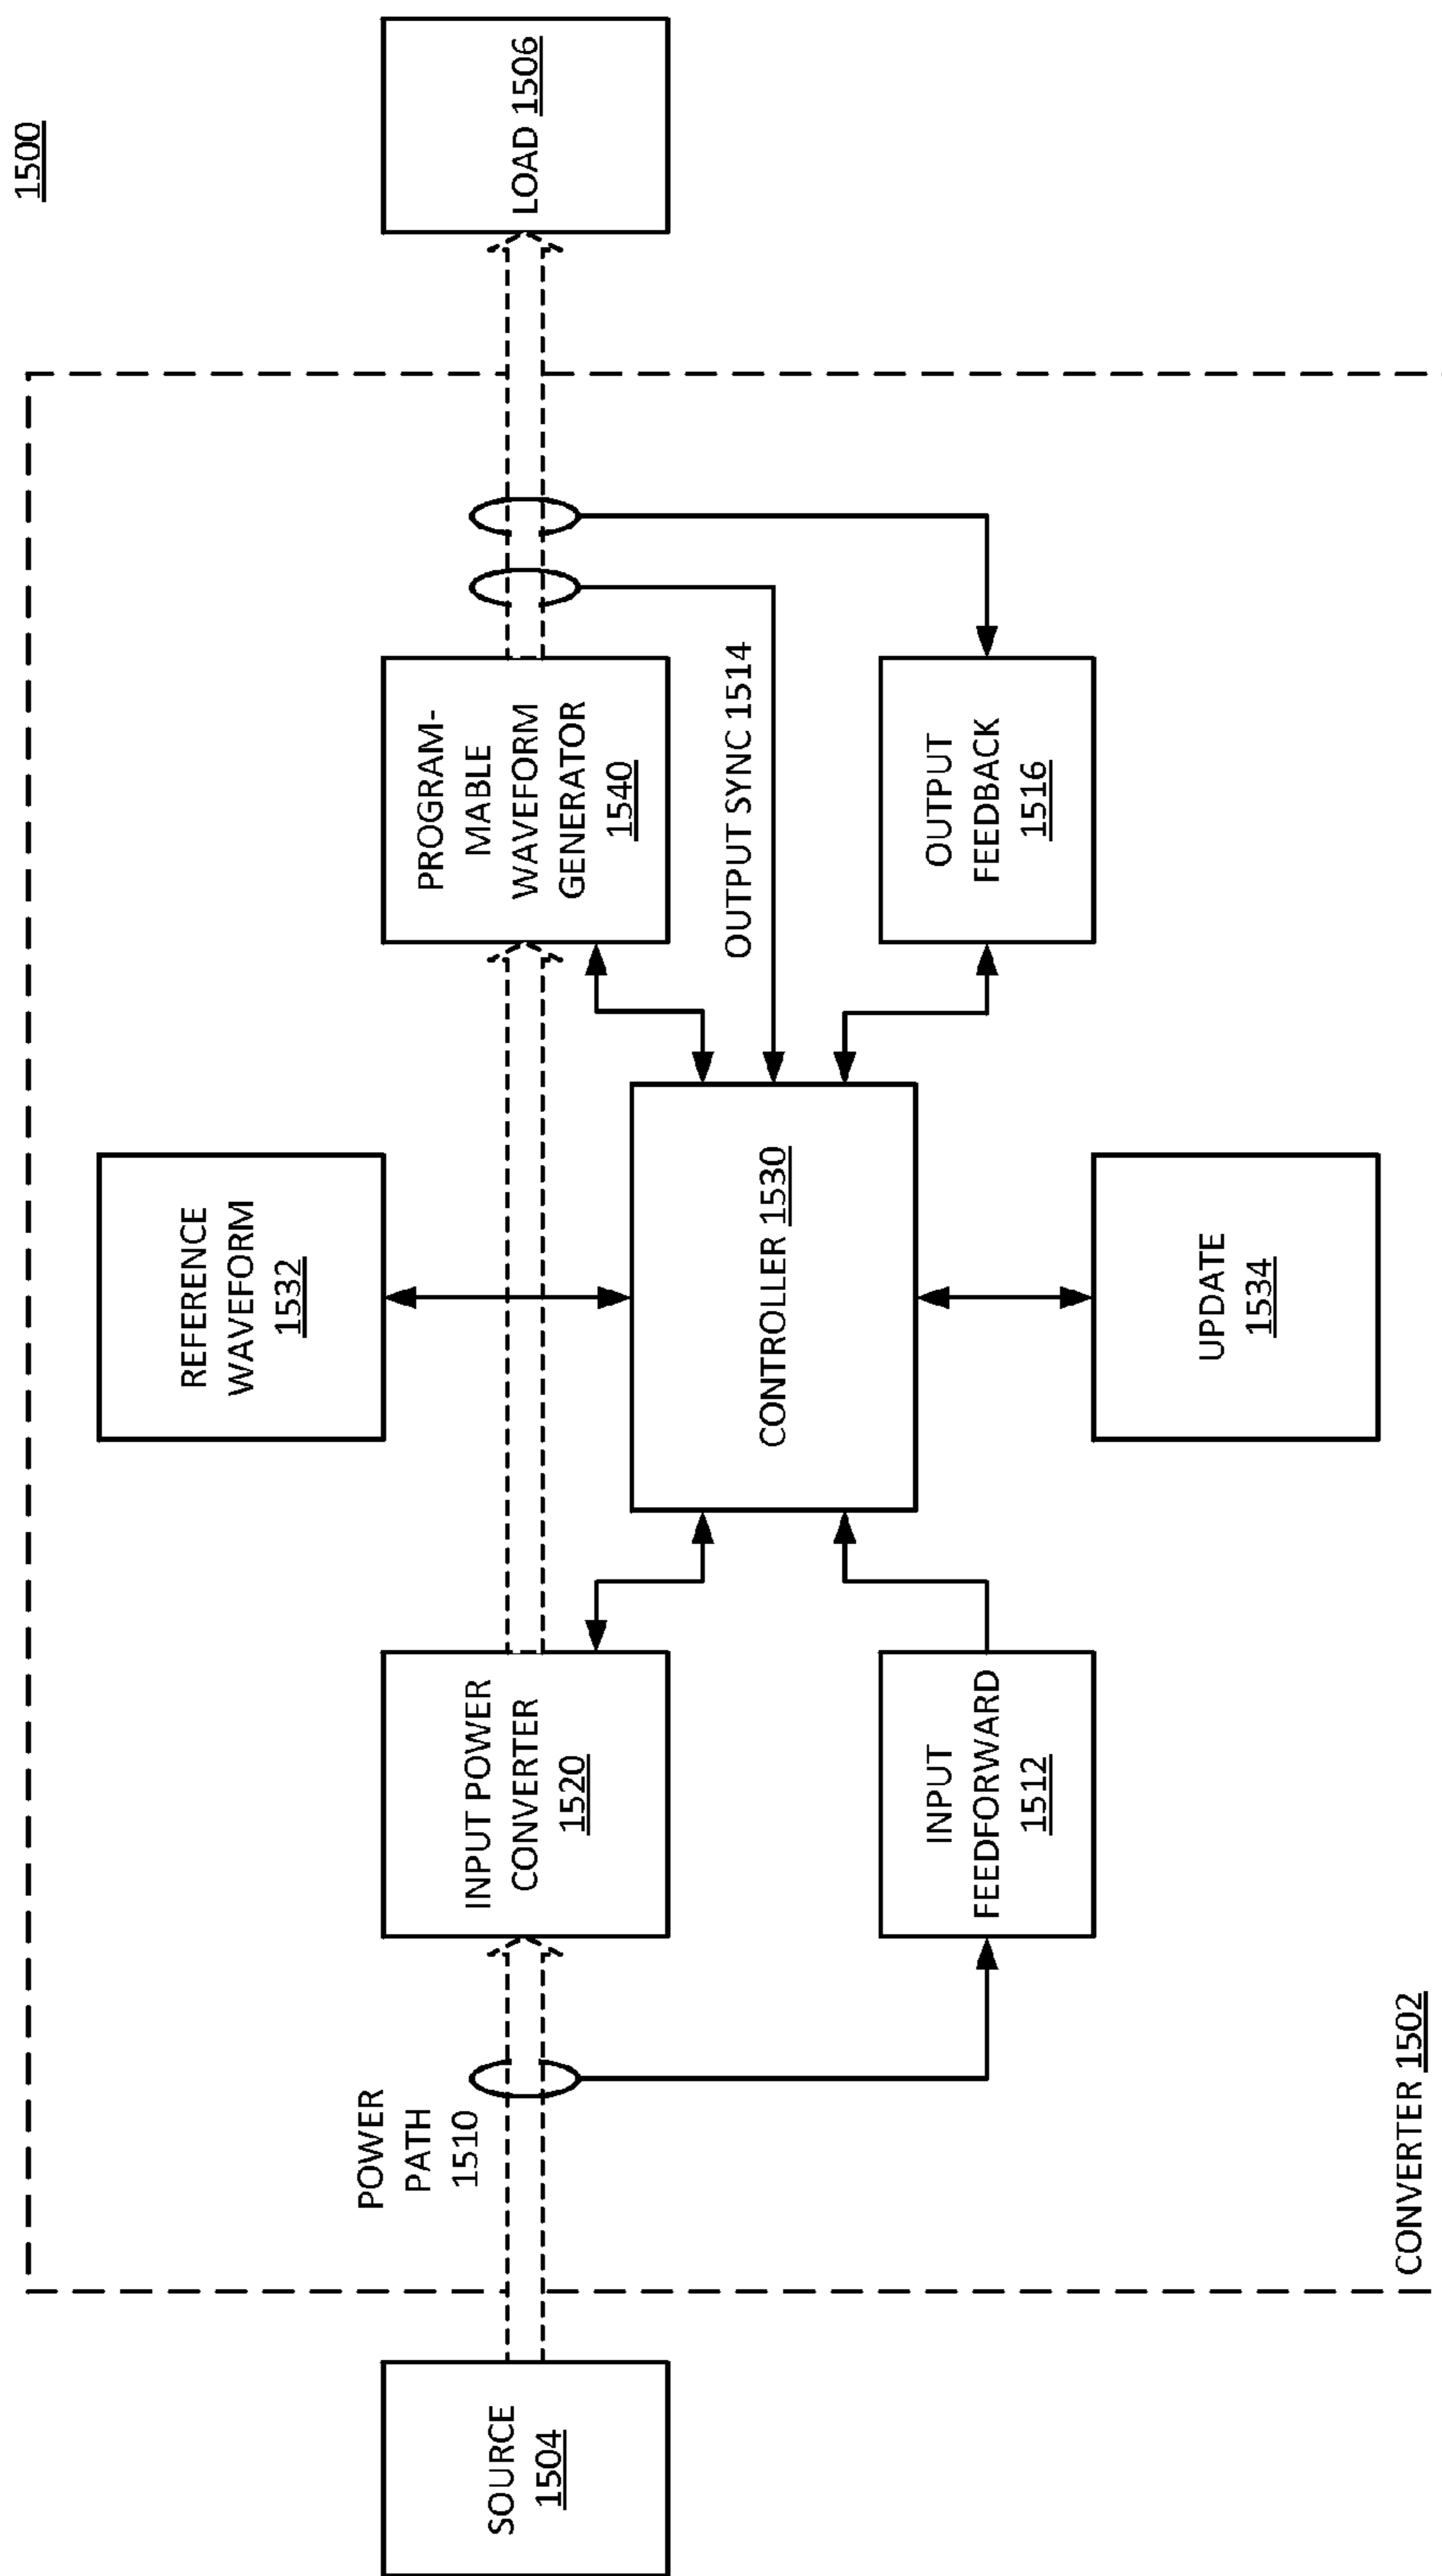 1500
REFERENCE
WAVEFORM
1532
POWER
PATH
1510
SOURCE
1504
INPUT POWER
CONVERTER
1520
PROGRAM-
MABLE
WAVEFORM
GENERATOR
1540
LOAD 1506
CONTROLLER 1530
OUTPUT SYNC 1514
INPUT
FEEDFORWARD
1512
OUTPUT
FEEDBACK
1516
UPDATE
1534
CONVERTER 1502